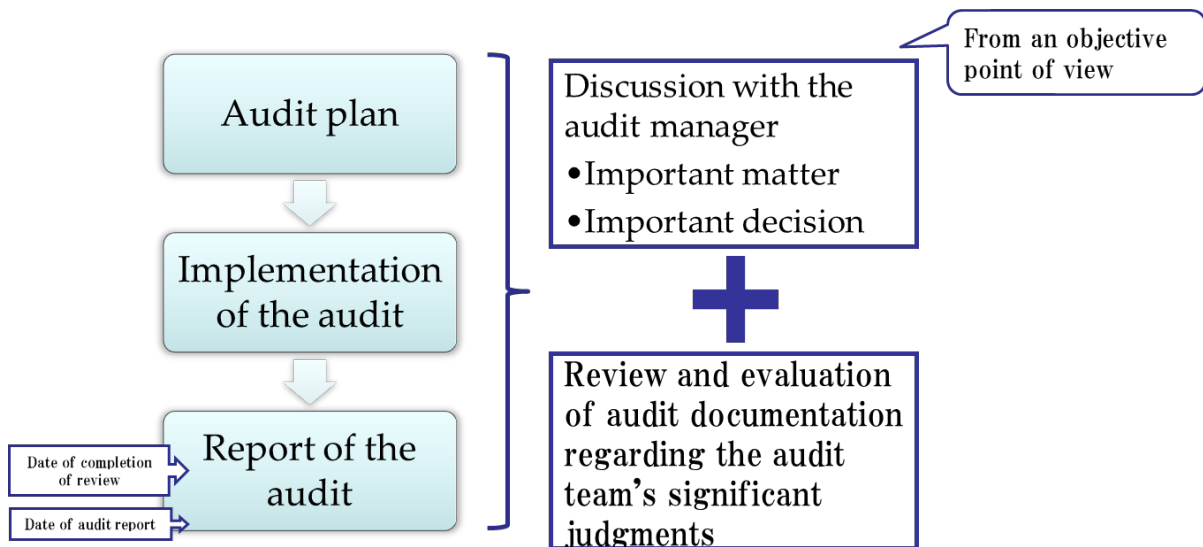 Audit plan
Implementation
of the audit
Report of the
audit
Date of completion
of review
Date of audit report
From an objective
point of view
Discussion with the
audit manager
•Important matter
•Important decision
Review and evaluation
of audit documentation
regarding the audit
team’s significant
judgments